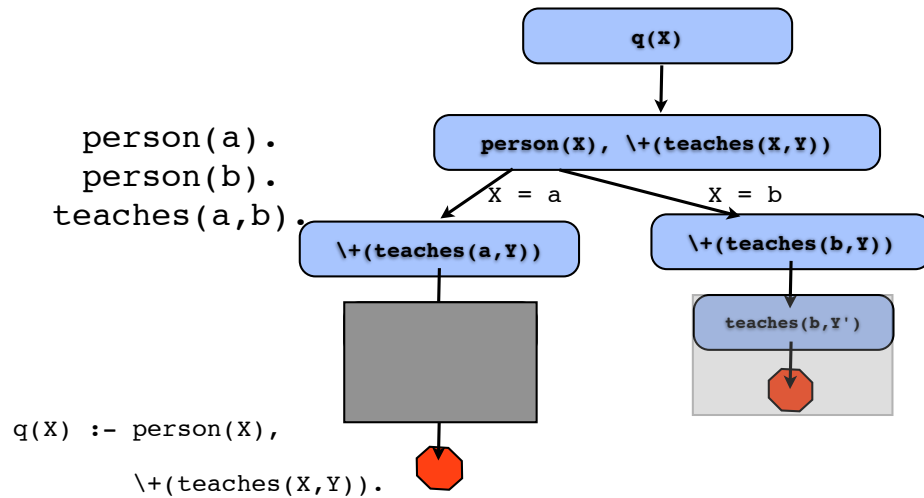 q(X)
person(X), \+(teaches(X,Y))
person(a).
person(b).
teaches(a,b).
X = a
X = b
\+(teaches(a,Y))
\+(teaches(b,Y))
teaches(b,Y')
q(X) :- person(X),
\+(teaches(X,Y)).